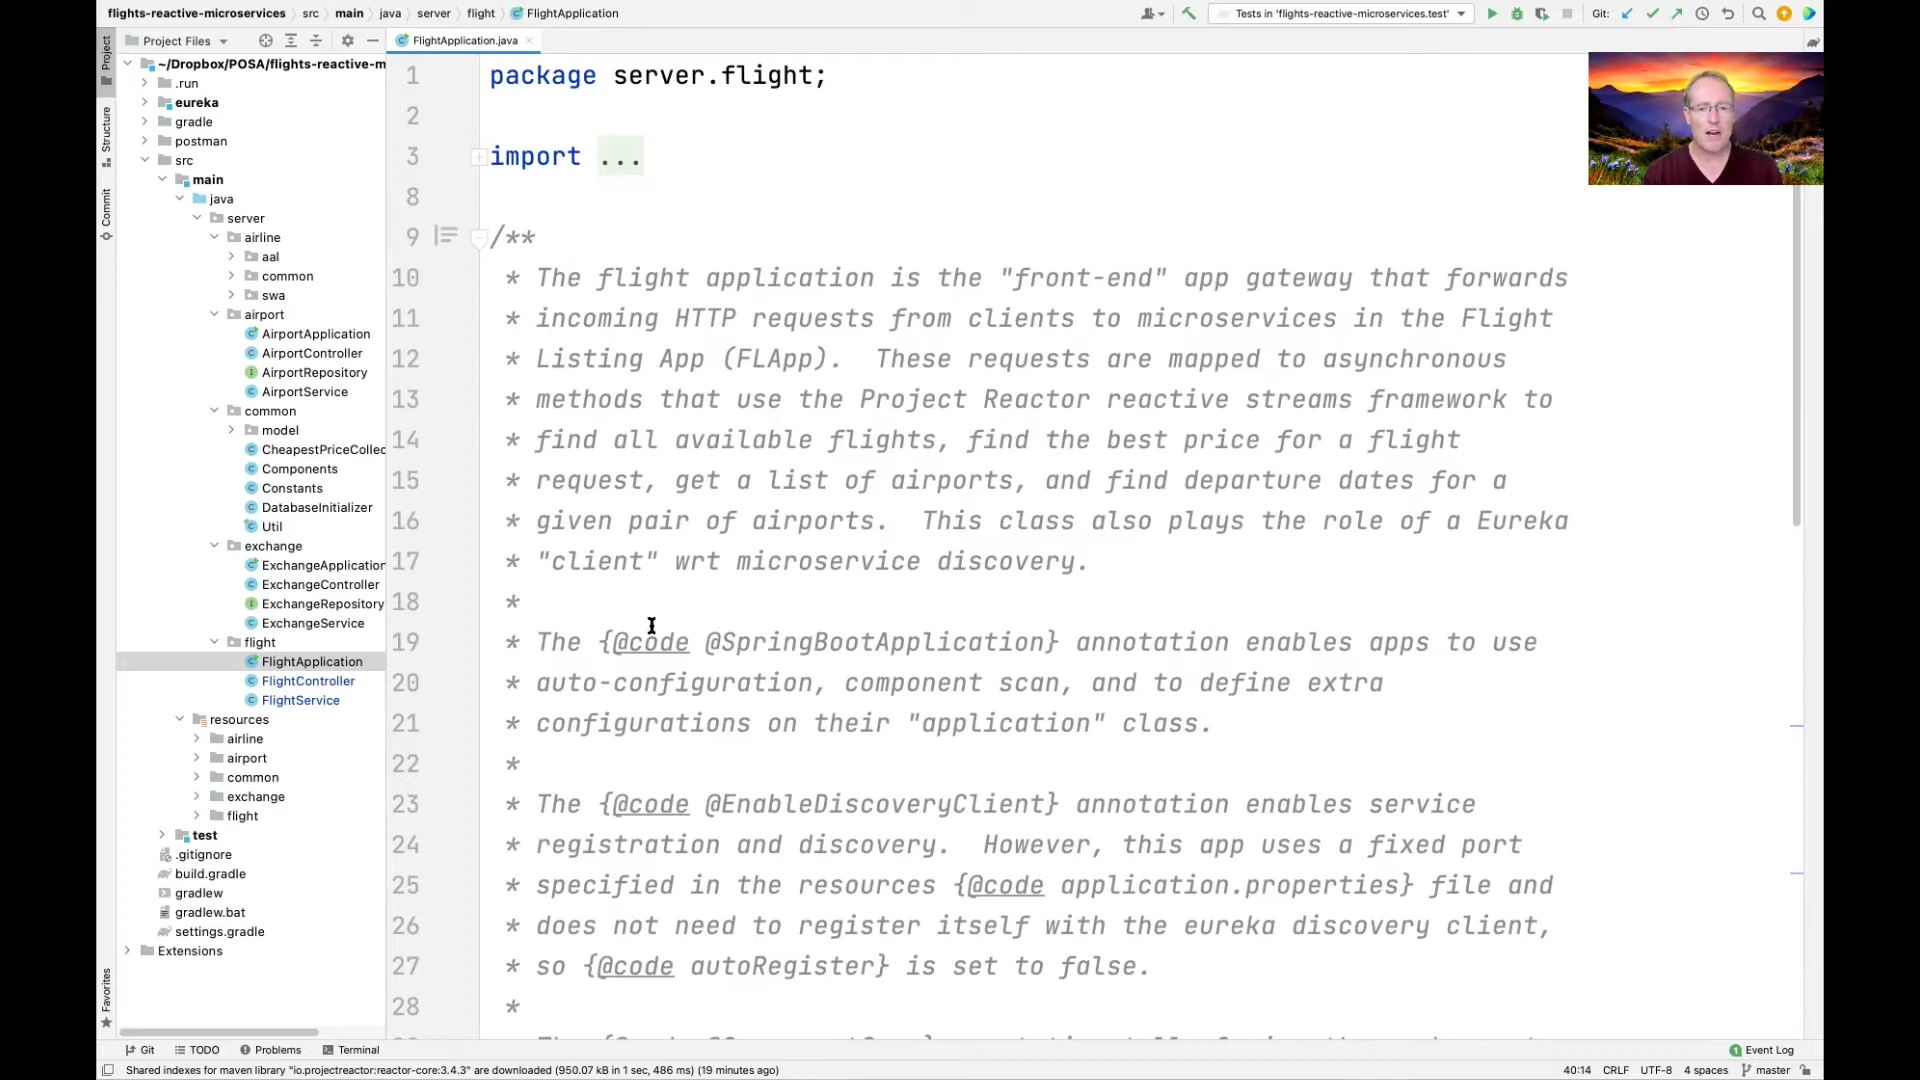 flights-reactive-microservices src main java server flight FlightApplication
Tests in 'flights-reactive-microservices.test' Git:
Project Files
FlightApplication.java
Project
Structure
Commit
Favorites
~/Dropbox/POSA/flights-reactive-m
.run
eureka
gradle
postman
src
main
java
server
airline
aal
common
swa
airport
AirportApplication
AirportController
AirportRepository
AirportService
common
model
CheapestPriceCollec
Components
Constants
DatabaseInitializer
Util
exchange
ExchangeApplication
ExchangeController
ExchangeRepository
ExchangeService
flight
FlightApplication
FlightController
FlightService
resources
airline
airport
common
exchange
flight
test
.gitignore
build.gradle
gradlew
gradlew.bat
settings.gradle
Extensions
1 package server.flight;
2
3 import ...
8
9 /**
10 * The flight application is the "front-end" app gateway that forwards
11 * incoming HTTP requests from clients to microservices in the Flight
12 * Listing App (FLApp). These requests are mapped to asynchronous
13 * methods that use the Project Reactor reactive streams framework to
14 * find all available flights, find the best price for a flight
15 * request, get a list of airports, and find departure dates for a
16 * given pair of airports. This class also plays the role of a Eureka
17 * "client" wrt microservice discovery.
18 *
19 * The {@code @SpringBootApplication} annotation enables apps to use
20 * auto-configuration, component scan, and to define extra
21 * configurations on their "application" class.
22 *
23 * The {@code @EnableDiscoveryClient} annotation enables service
24 * registration and discovery. However, this app uses a fixed port
25 * specified in the resources {@code application.properties} file and
26 * does not need to register itself with the eureka discovery client,
27 * so {@code autoRegister} is set to false.
28 *
Git TODO Problems Terminal Event Log
Shared indexes for maven library "io.projectreactor:reactor-core:3.4.3" are downloaded (950.07 kB in 1 sec, 486 ms) (19 minutes ago) 40:14 CRLF UTF-8 4 spaces master